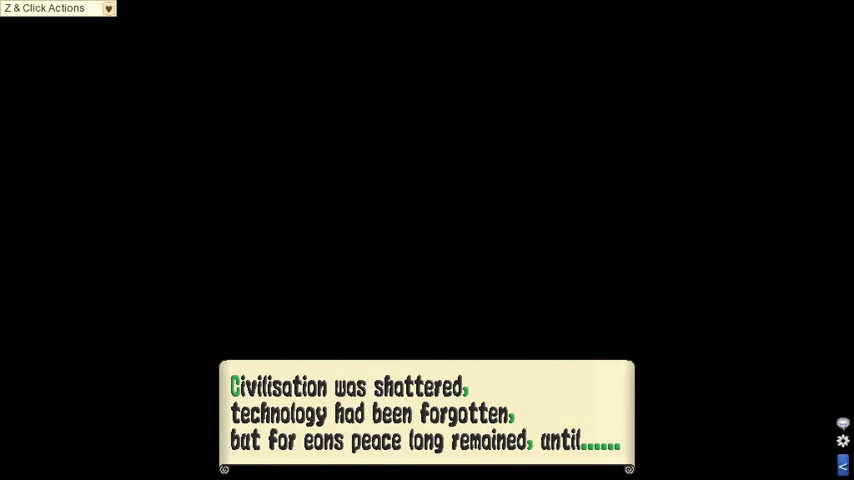 Z & Click Actions
Civilisation was shattered,
technology had been forgotten,
but for eons peace long remained, until......